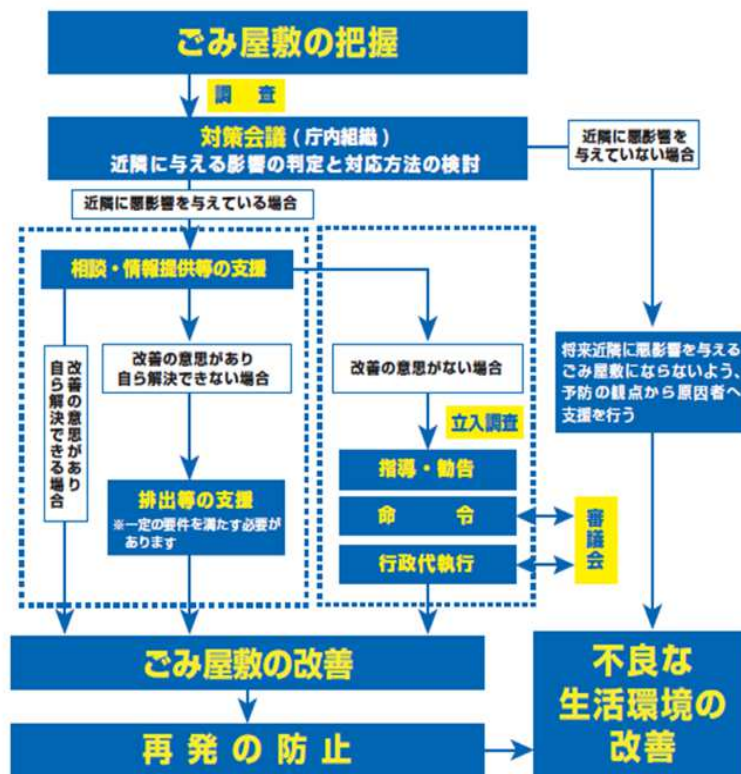 ごみ屋敷の把握
調　査
対策会議（庁内組織）
近隣に与える影響の判定と対応方法の検討
近隣に悪影響を
与えていない場合
近隣に悪影響を与えている場合
相談・情報提供等の支援
改善の意思があり
自ら解決できる場合
改善の意思があり
自ら解決できない場合
改善の意思がない場合
将来近隣に悪影響を与える
ごみ屋敷にならないよう、
予防の観点から原因者へ
支援を行う
立入調査
指導・勧告
排出等の支援
※一定の要件を満たす必要が
あります
命　令
審議会
行政代執行
ごみ屋敷の改善
再発の防止
不良な
生活環境の
改善